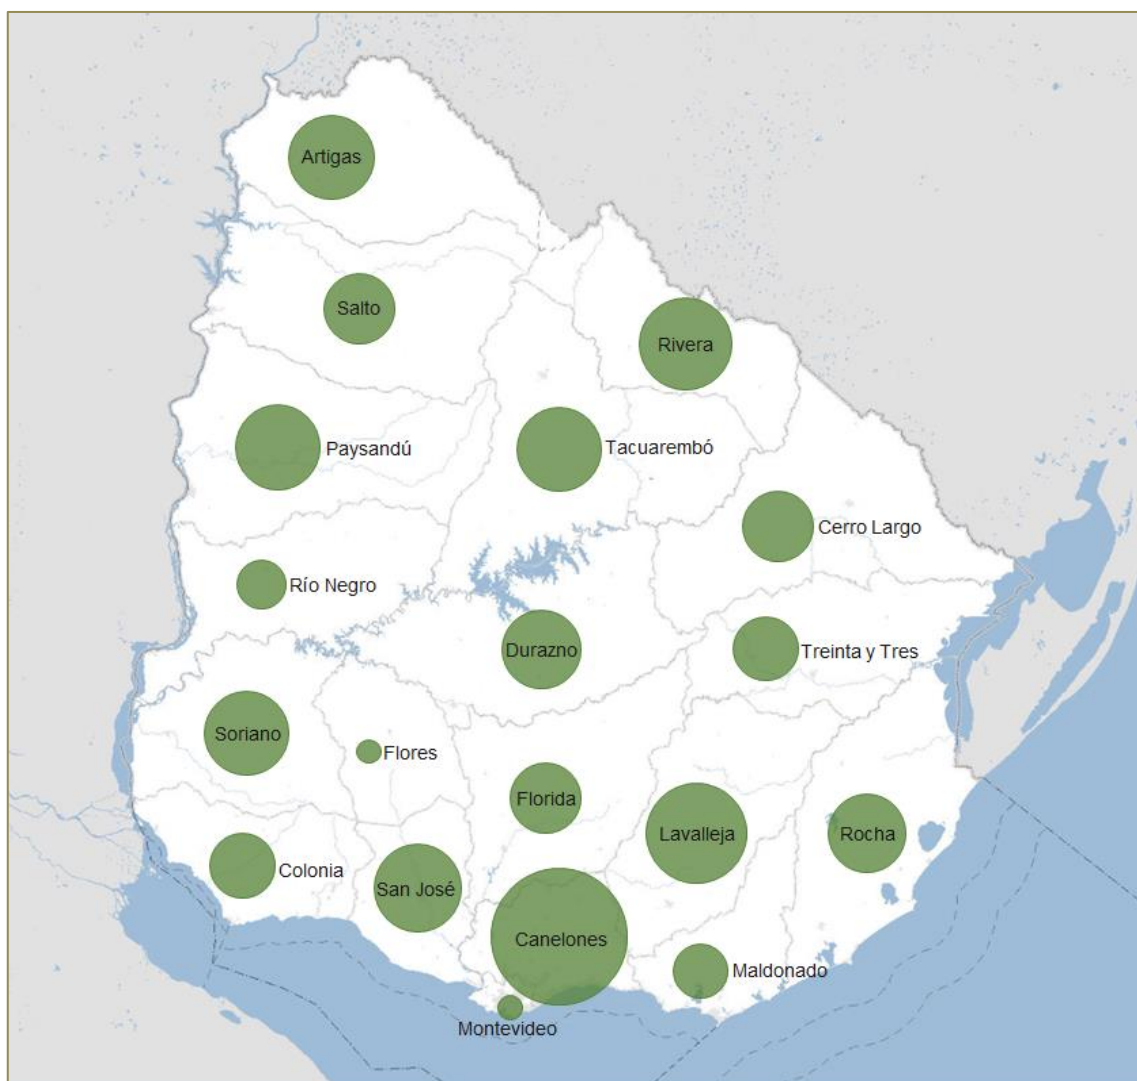 Artigas
Salto
Rivera
Paysandú
Tacuarembó
Cerro Largo
Río Negro
Durazno
Treinta y Tres
Soriano
Flores
Florida
Lavalleja
Rocha
Colonia
San José
Canelones
Maldonado
Montevideo